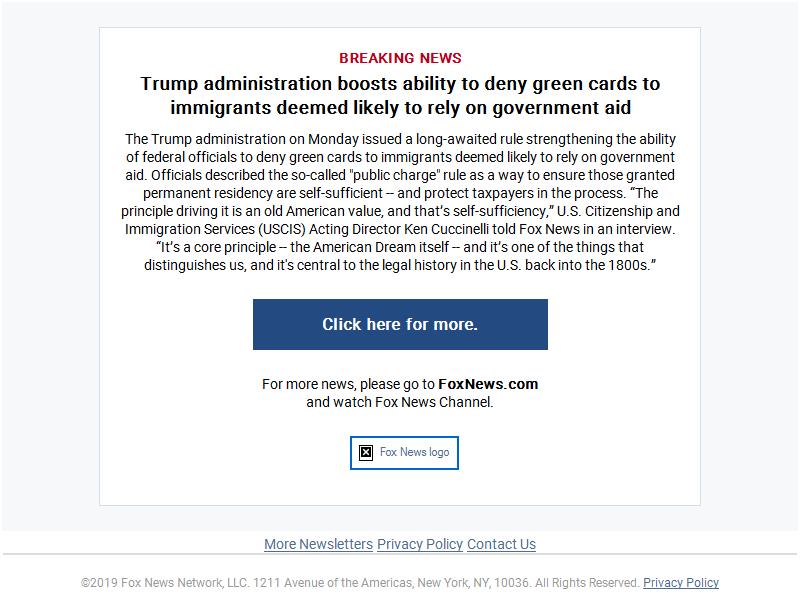 BREAKING NEWS
Trump administration boosts ability to deny green cards to
immigrants deemed likely to rely on government aid
The Trump administration on Monday issued a long-awaited rule strengthening the ability
of federal officials to deny green cards to immigrants deemed likely to rely on government
aid. Officials described the so-called "public charge" rule as a way to ensure those granted
permanent residency are self-sufficient -- and protect taxpayers in the process. “The
principle driving it is an old American value, and that’s self-sufficiency,” U.S. Citizenship and
Immigration Services (USCIS) Acting Director Ken Cuccinelli told Fox News in an interview.
“It’s a core principle -- the American Dream itself -- and it’s one of the things that
distinguishes us, and it's central to the legal history in the U.S. back into the 1800s.”
Click here for more.
For more news, please go to FoxNews.com
and watch Fox News Channel.
Fox News logo
More Newsletters Privacy Policy Contact Us
©2019 Fox News Network, LLC. 1211 Avenue of the Americas, New York, NY, 10036. All Rights Reserved. Privacy Policy